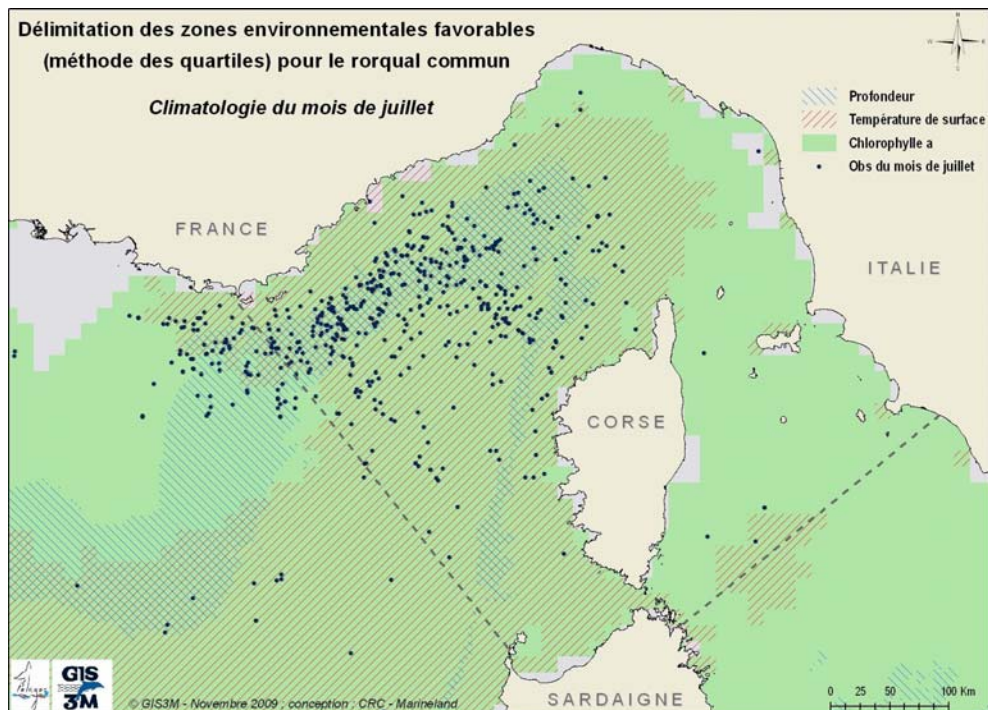 Délimitation des zones environnementales favorables
(méthode des quartiles) pour le rorqual commun
Climatologie du mois de juillet
N
W
E
S
Profondeur
Température de surface
Chlorophylle a
Obs du mois de juillet
FRANCE
ITALIE
CORSE
SARDAIGNE
GIS
3M
© GIS3M - Novembre 2009 ; conception : CRC - Marineland
0 25 50 100 Km